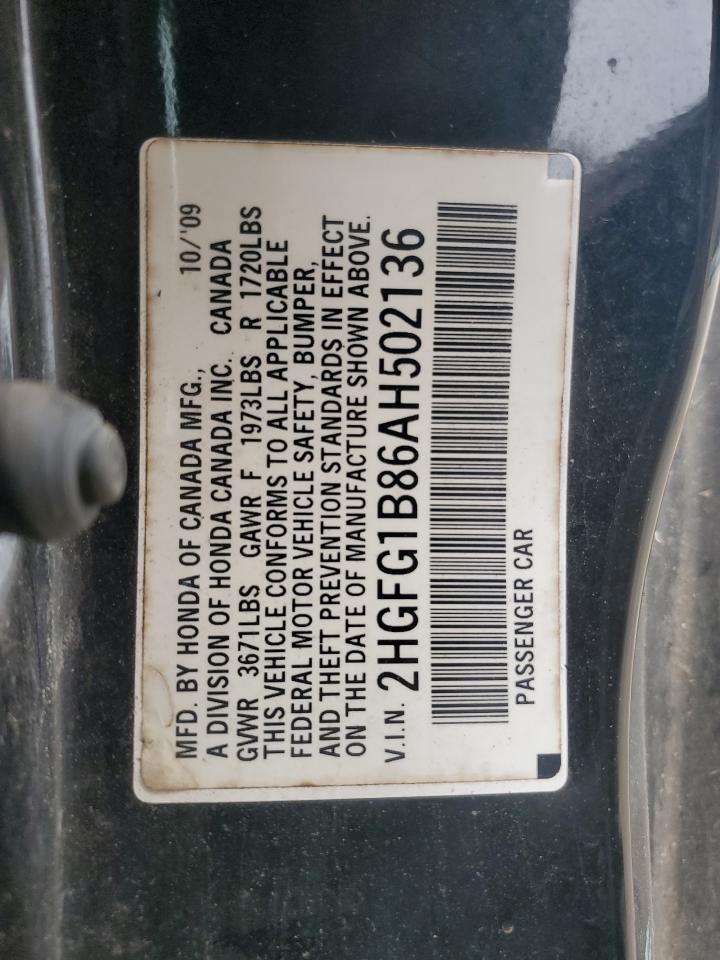 MFD. BY HONDA OF CANADA MFG., 10/'09
A DIVISION OF HONDA CANADA INC. CANADA
GVWR 3671LBS GAWR F 1973LBS R 1720LBS
THIS VEHICLE CONFORMS TO ALL APPLICABLE
FEDERAL MOTOR VEHICLE SAFETY, BUMPER,
AND THEFT PREVENTION STANDARDS IN EFFECT
ON THE DATE OF MANUFACTURE SHOWN ABOVE.
V.I.N. 2HGFG1B86AH502136
PASSENGER CAR